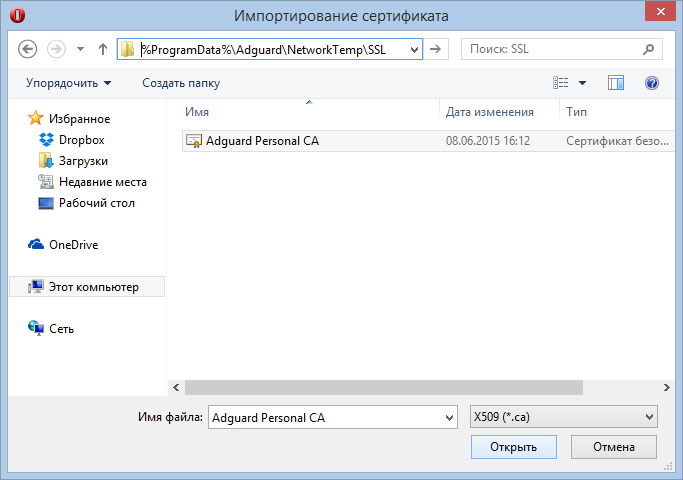 Импортирование сертификата
%ProgramData%\Adguard\NetworkTemp\SSL
Поиск: SSL
Упорядочить
Создать папку
Имя
Дата изменения
Тип
Избранное
Dropbox
Загрузки
Недавние места
Рабочий стол
OneDrive
Этот компьютер
Сеть
Adguard Personal CA
08.06.2015 16:12
Сертификат безо...
Имя файла:
Adguard Personal CA
X509 (*.ca)
Открыть
Отмена